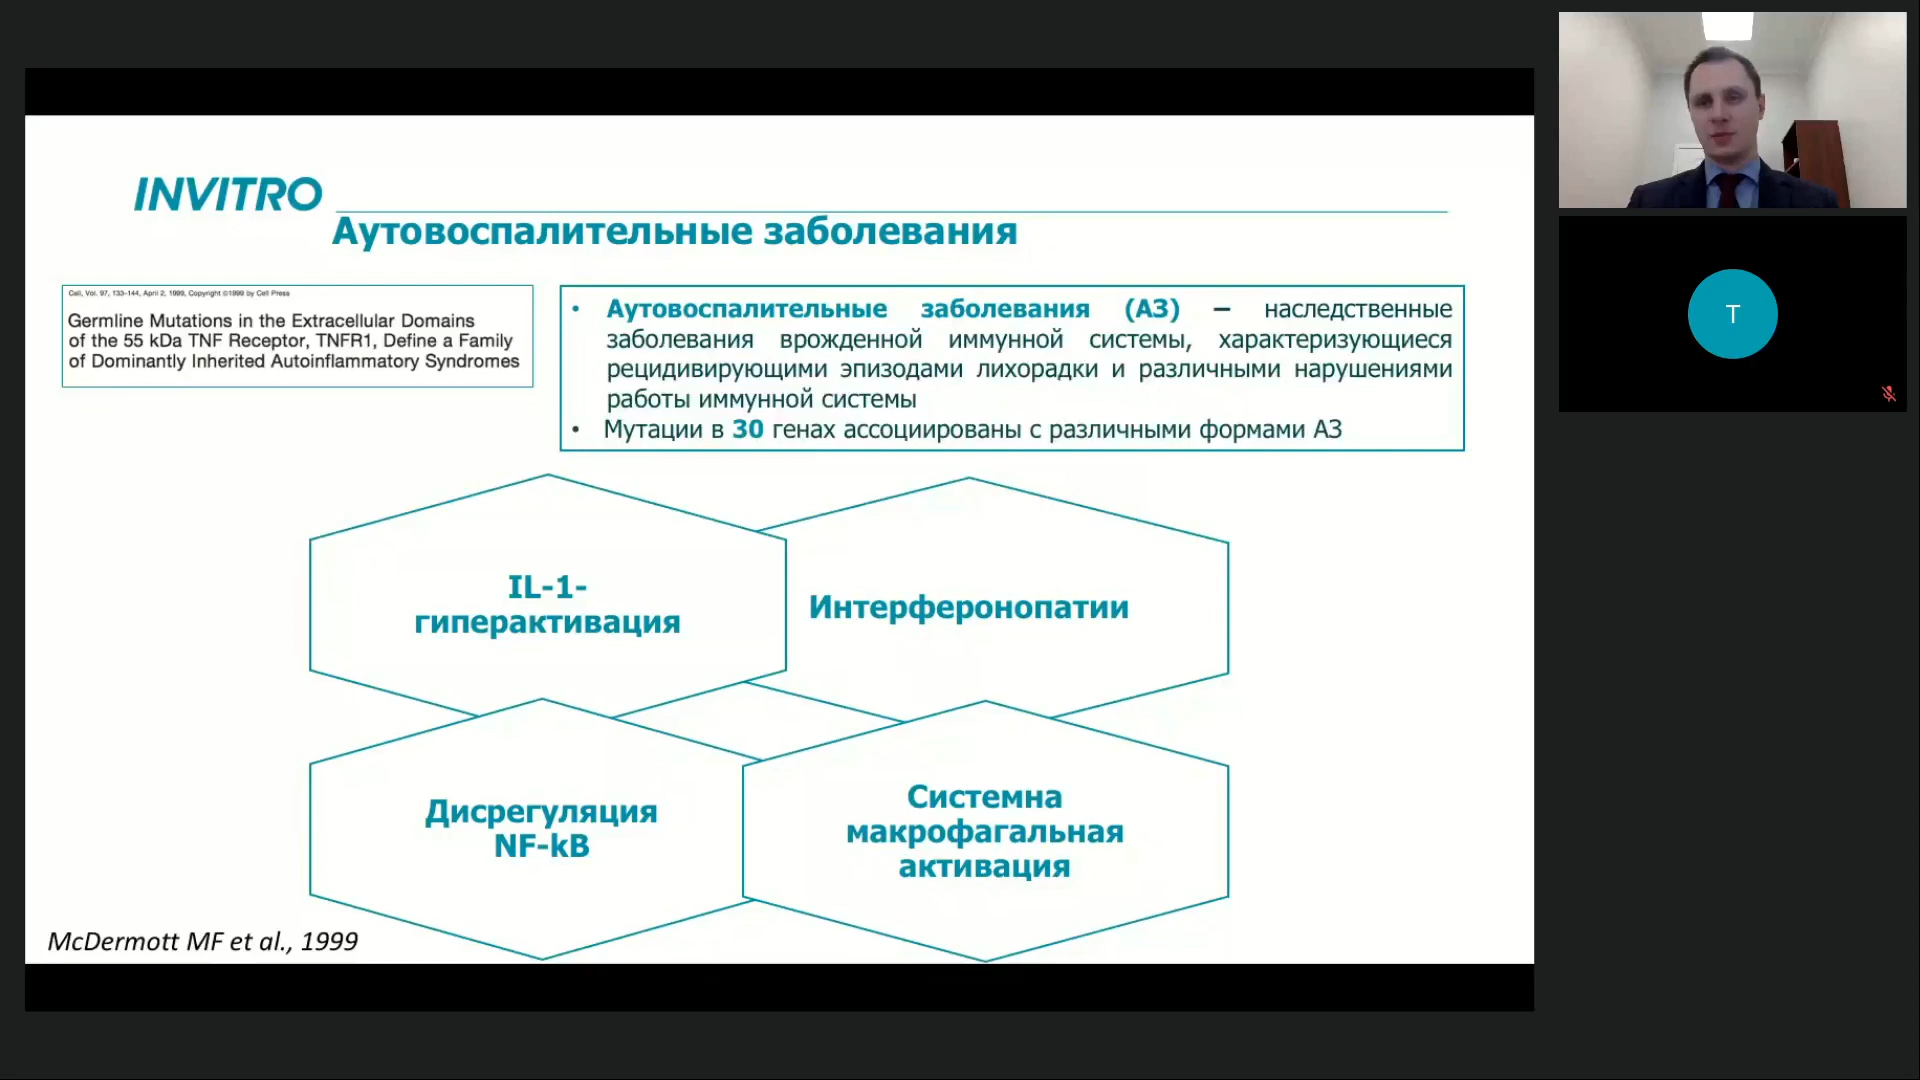 INVITRO
Аутовоспалительные заболевания
Cell, Vol. 97, 133–144, April 2, 1999, Copyright ©1999 by Cell Press
Germline Mutations in the Extracellular Domains
of the 55 kDa TNF Receptor, TNFR1, Define a Family
of Dominantly Inherited Autoinflammatory Syndromes
• Аутовоспалительные заболевания (АЗ) – наследственные
заболевания врожденной иммунной системы, характеризующиеся
рецидивирующими эпизодами лихорадки и различными нарушениями
работы иммунной системы
• Мутации в 30 генах ассоциированы с различными формами АЗ
IL-1-
гиперактивация
Интерферонопатии
Дисрегуляция
NF-kB
Системна
макрофагальная
активация
McDermott MF et al., 1999
T